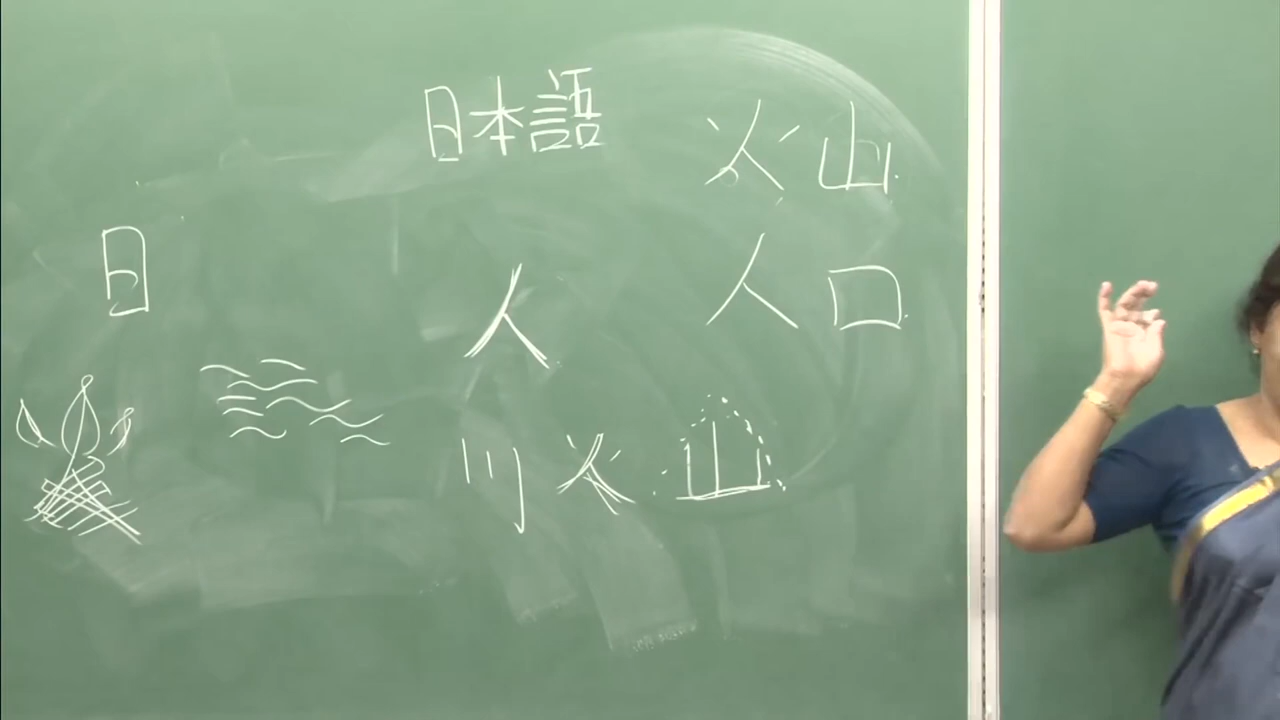 日本語
火山
日
人
人口
川 火 山